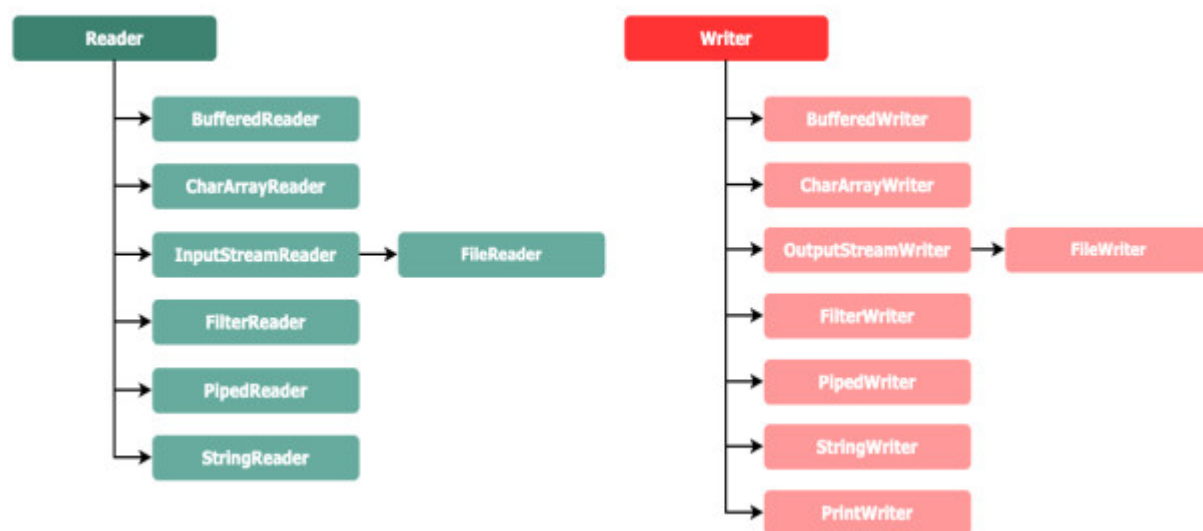 Reader
BufferedReader
CharArrayReader
InputStreamReader
FileReader
FilterReader
PipedReader
StringReader
Writer
BufferedWriter
CharArrayWriter
OutputStreamWriter
FileWriter
FilterWriter
PipedWriter
StringWriter
PrintWriter